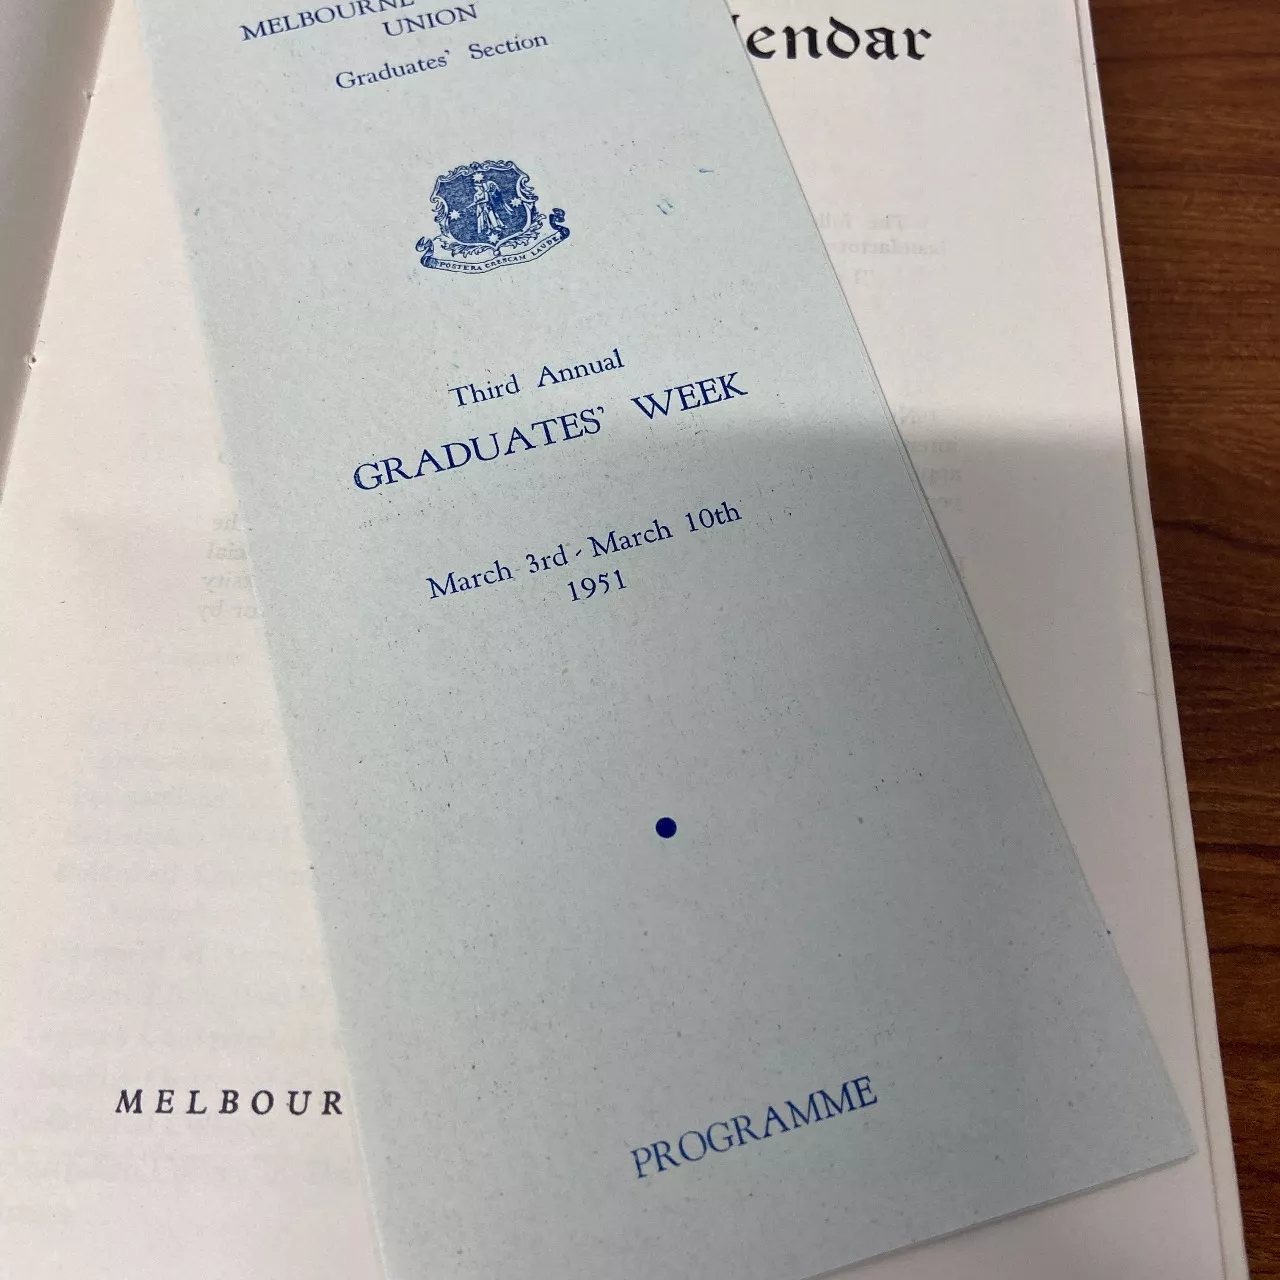 MELBOURNE
UNION
Graduates' Section
POSTERA CRESCAM LAUDE
Third Annual
GRADUATES' WEEK
March 3rd - March 10th
1951
PROGRAMME
endar
MELBOUR